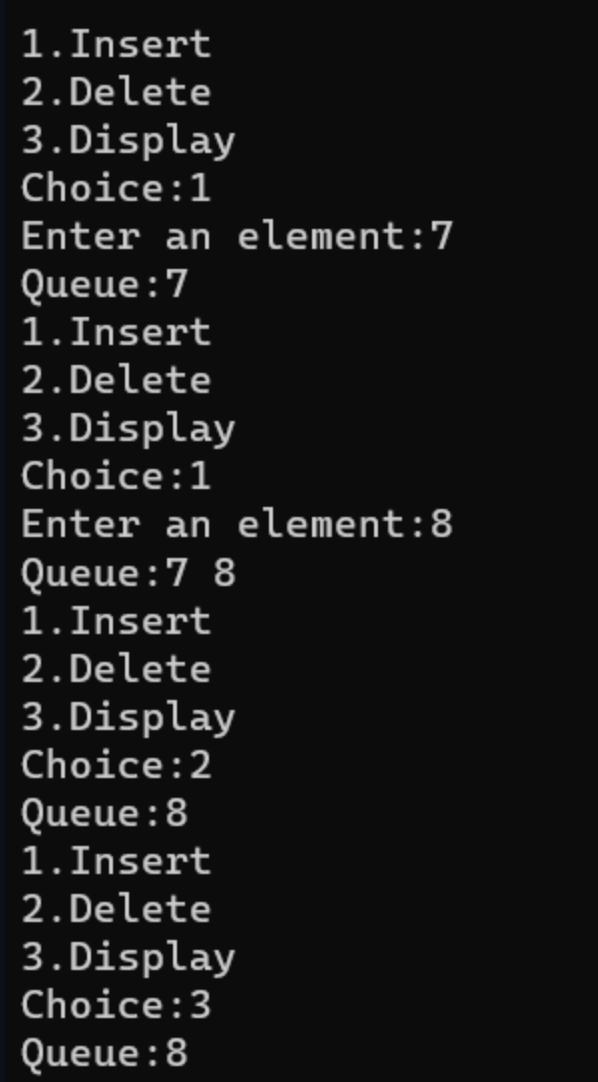 1.Insert
2.Delete
3.Display
Choice:1
Enter an element:7
Queue:7
1.Insert
2.Delete
3.Display
Choice:1
Enter an element:8
Queue:7 8
1.Insert
2.Delete
3.Display
Choice:2
Queue:8
1.Insert
2.Delete
3.Display
Choice:3
Queue:8